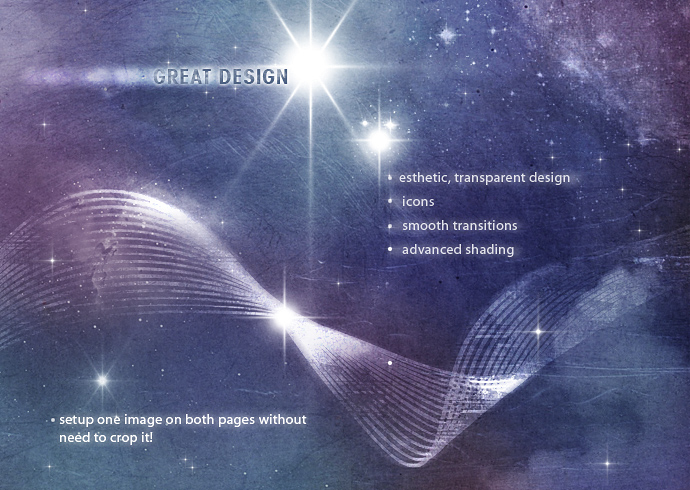 GREAT DESIGN
• esthetic, transparent design
• icons
• smooth transitions
• advanced shading
• setup one image on both pages without
need to crop it!